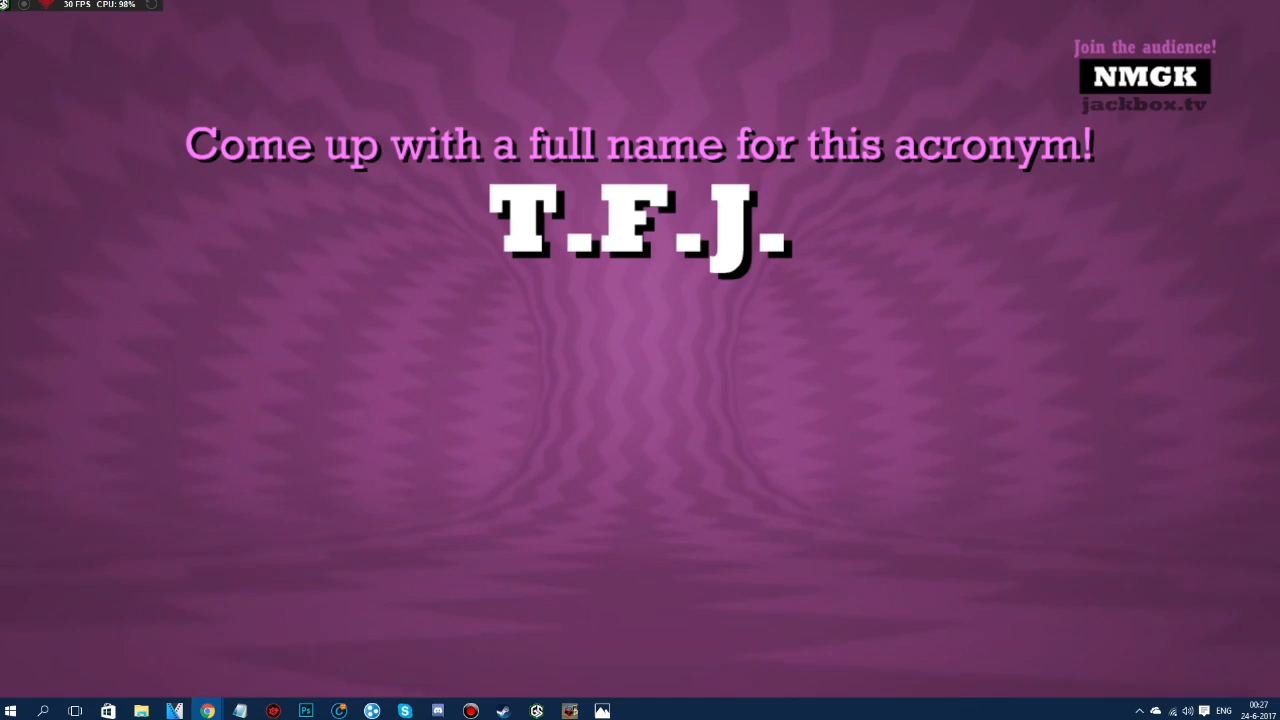 30 FPS CPU: 98%
Join the audience!
NMGK
jackbox.tv
Come up with a full name for this acronym!
T.F.J.
Ps
ENG
00:27
24-6-2017